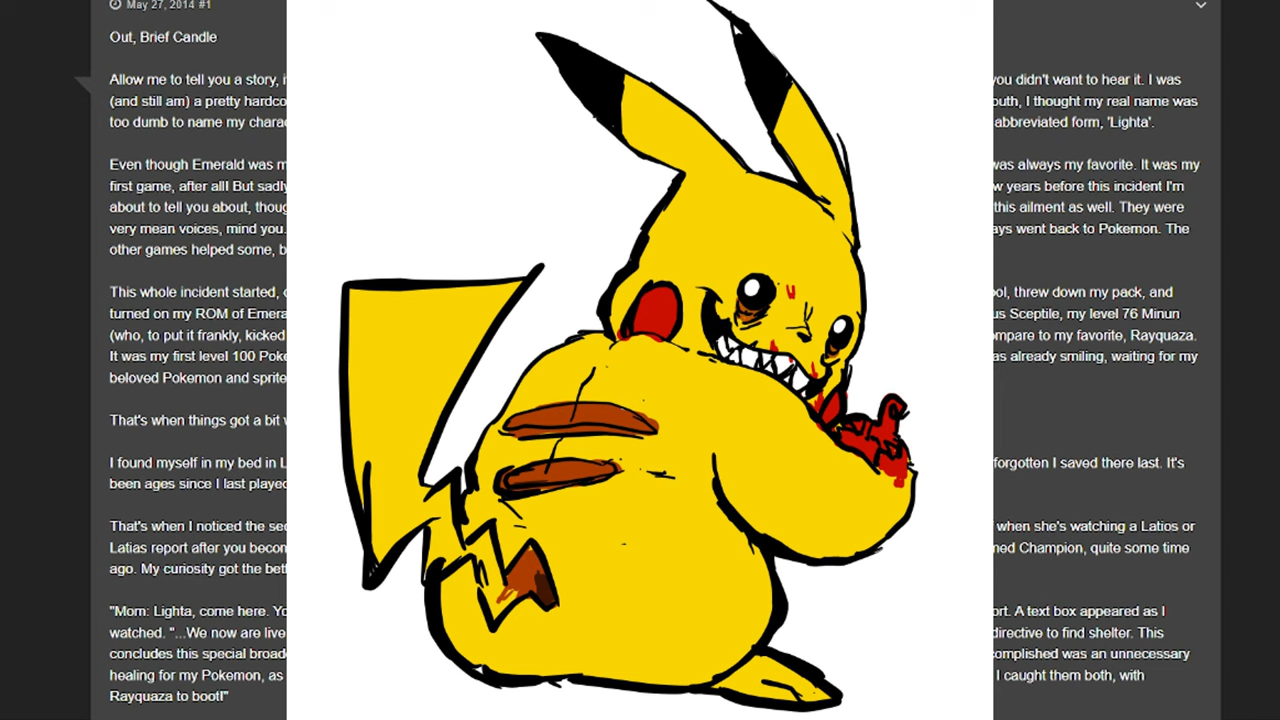 May 27, 2014 #1
Out, Brief Candle
Allow me to tell you a story, you didn't want to hear it. I was
(and still am) a pretty hardco outh, I thought my real name was
too dumb to name my charac abbreviated form, 'Lighta'.
Even though Emerald was m was always my favorite. It was my
first game, after all! But sadly w years before this incident I'm
about to tell you about, thoug this ailment as well. They were
very mean voices, mind you. ays went back to Pokemon. The
other games helped some, b
This whole incident started, ol, threw down my pack, and
turned on my ROM of Emera us Sceptile, my level 76 Minun
(who, to put it frankly, kicked mpare to my favorite, Rayquaza.
It was my first level 100 Poke as already smiling, waiting for my
beloved Pokemon and sprite
That's when things got a bit
I found myself in my bed in L forgotten I saved there last. It's
been ages since I last played
That's when I noticed the sec when she's watching a Latios or
Latias report after you becom ned Champion, quite some time
ago. My curiosity got the bett
"Mom: Lighta, come here. Yo ort. A text box appeared as I
watched. "...We now are live directive to find shelter. This
concludes this special broad complished was an unnecessary
healing for my Pokemon, as I caught them both, with
Rayquaza to boot!"